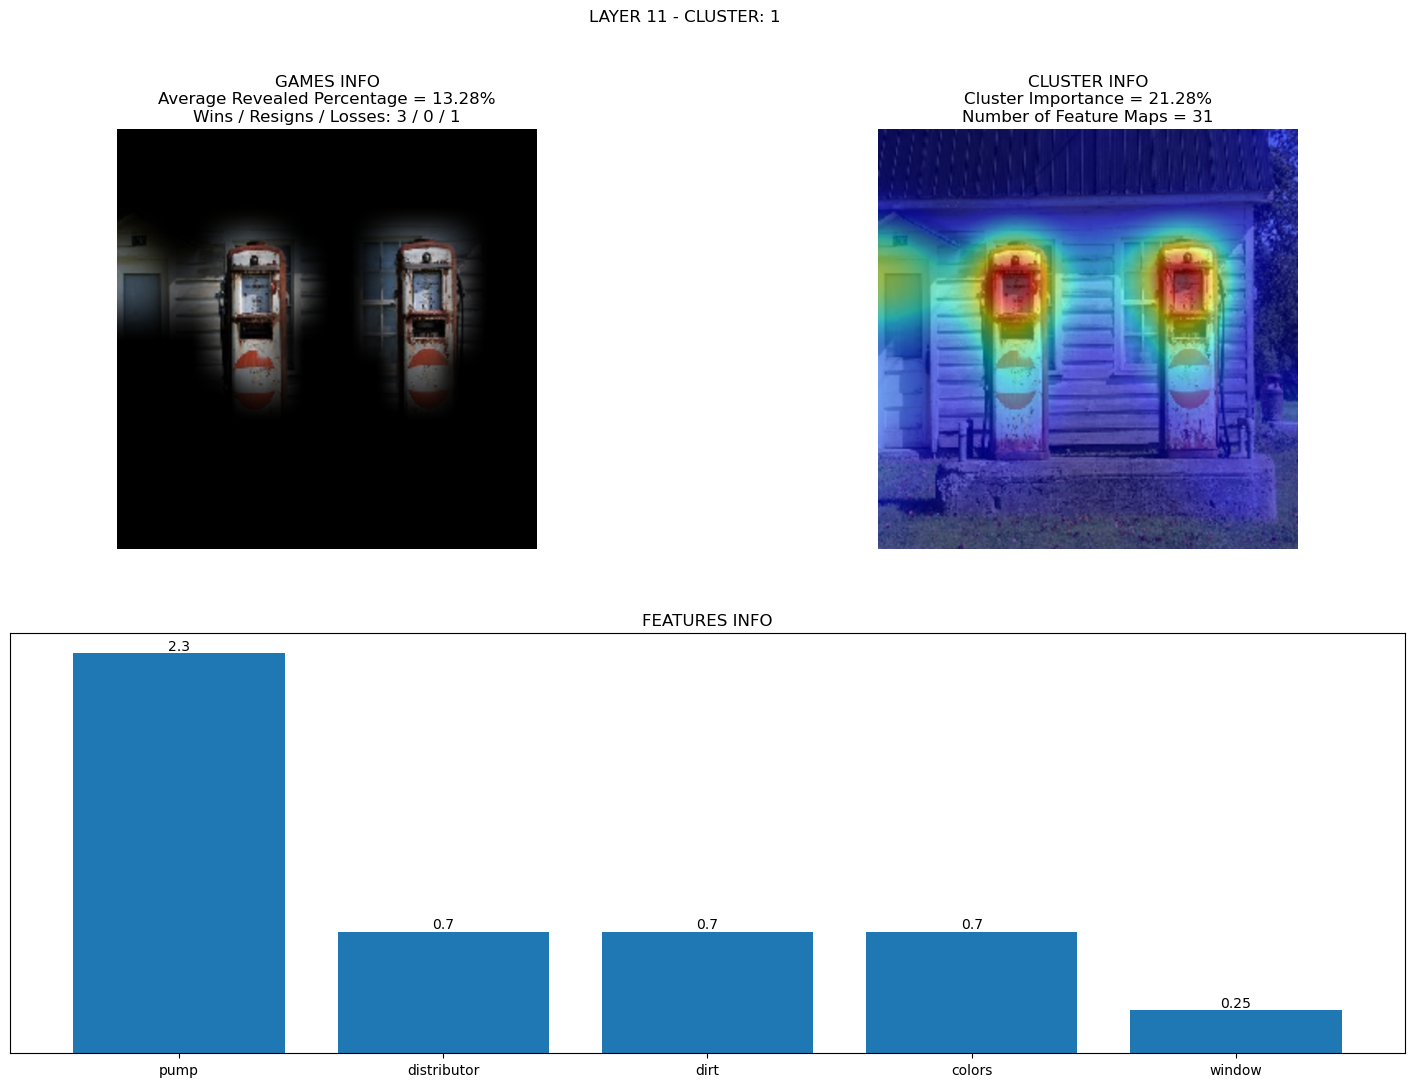 LAYER 11 - CLUSTER: 1
GAMES INFO
Average Revealed Percentage = 13.28%
Wins / Resigns / Losses: 3 / 0 / 1
CLUSTER INFO
Cluster Importance = 21.28%
Number of Feature Maps = 31
FEATURES INFO
2.3
0.7
0.7
0.7
0.25
pump
distributor
dirt
colors
window